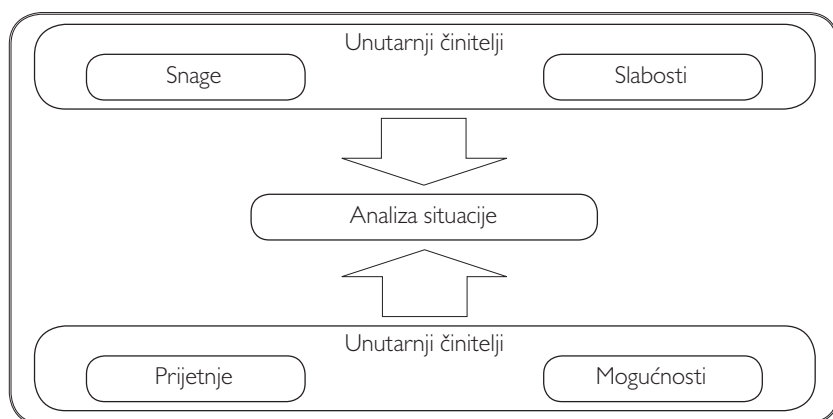 Unutarnji činitelji
Snage
Slabosti
Analiza situacije
Unutarnji činitelji
Prijetnje
Mogućnosti